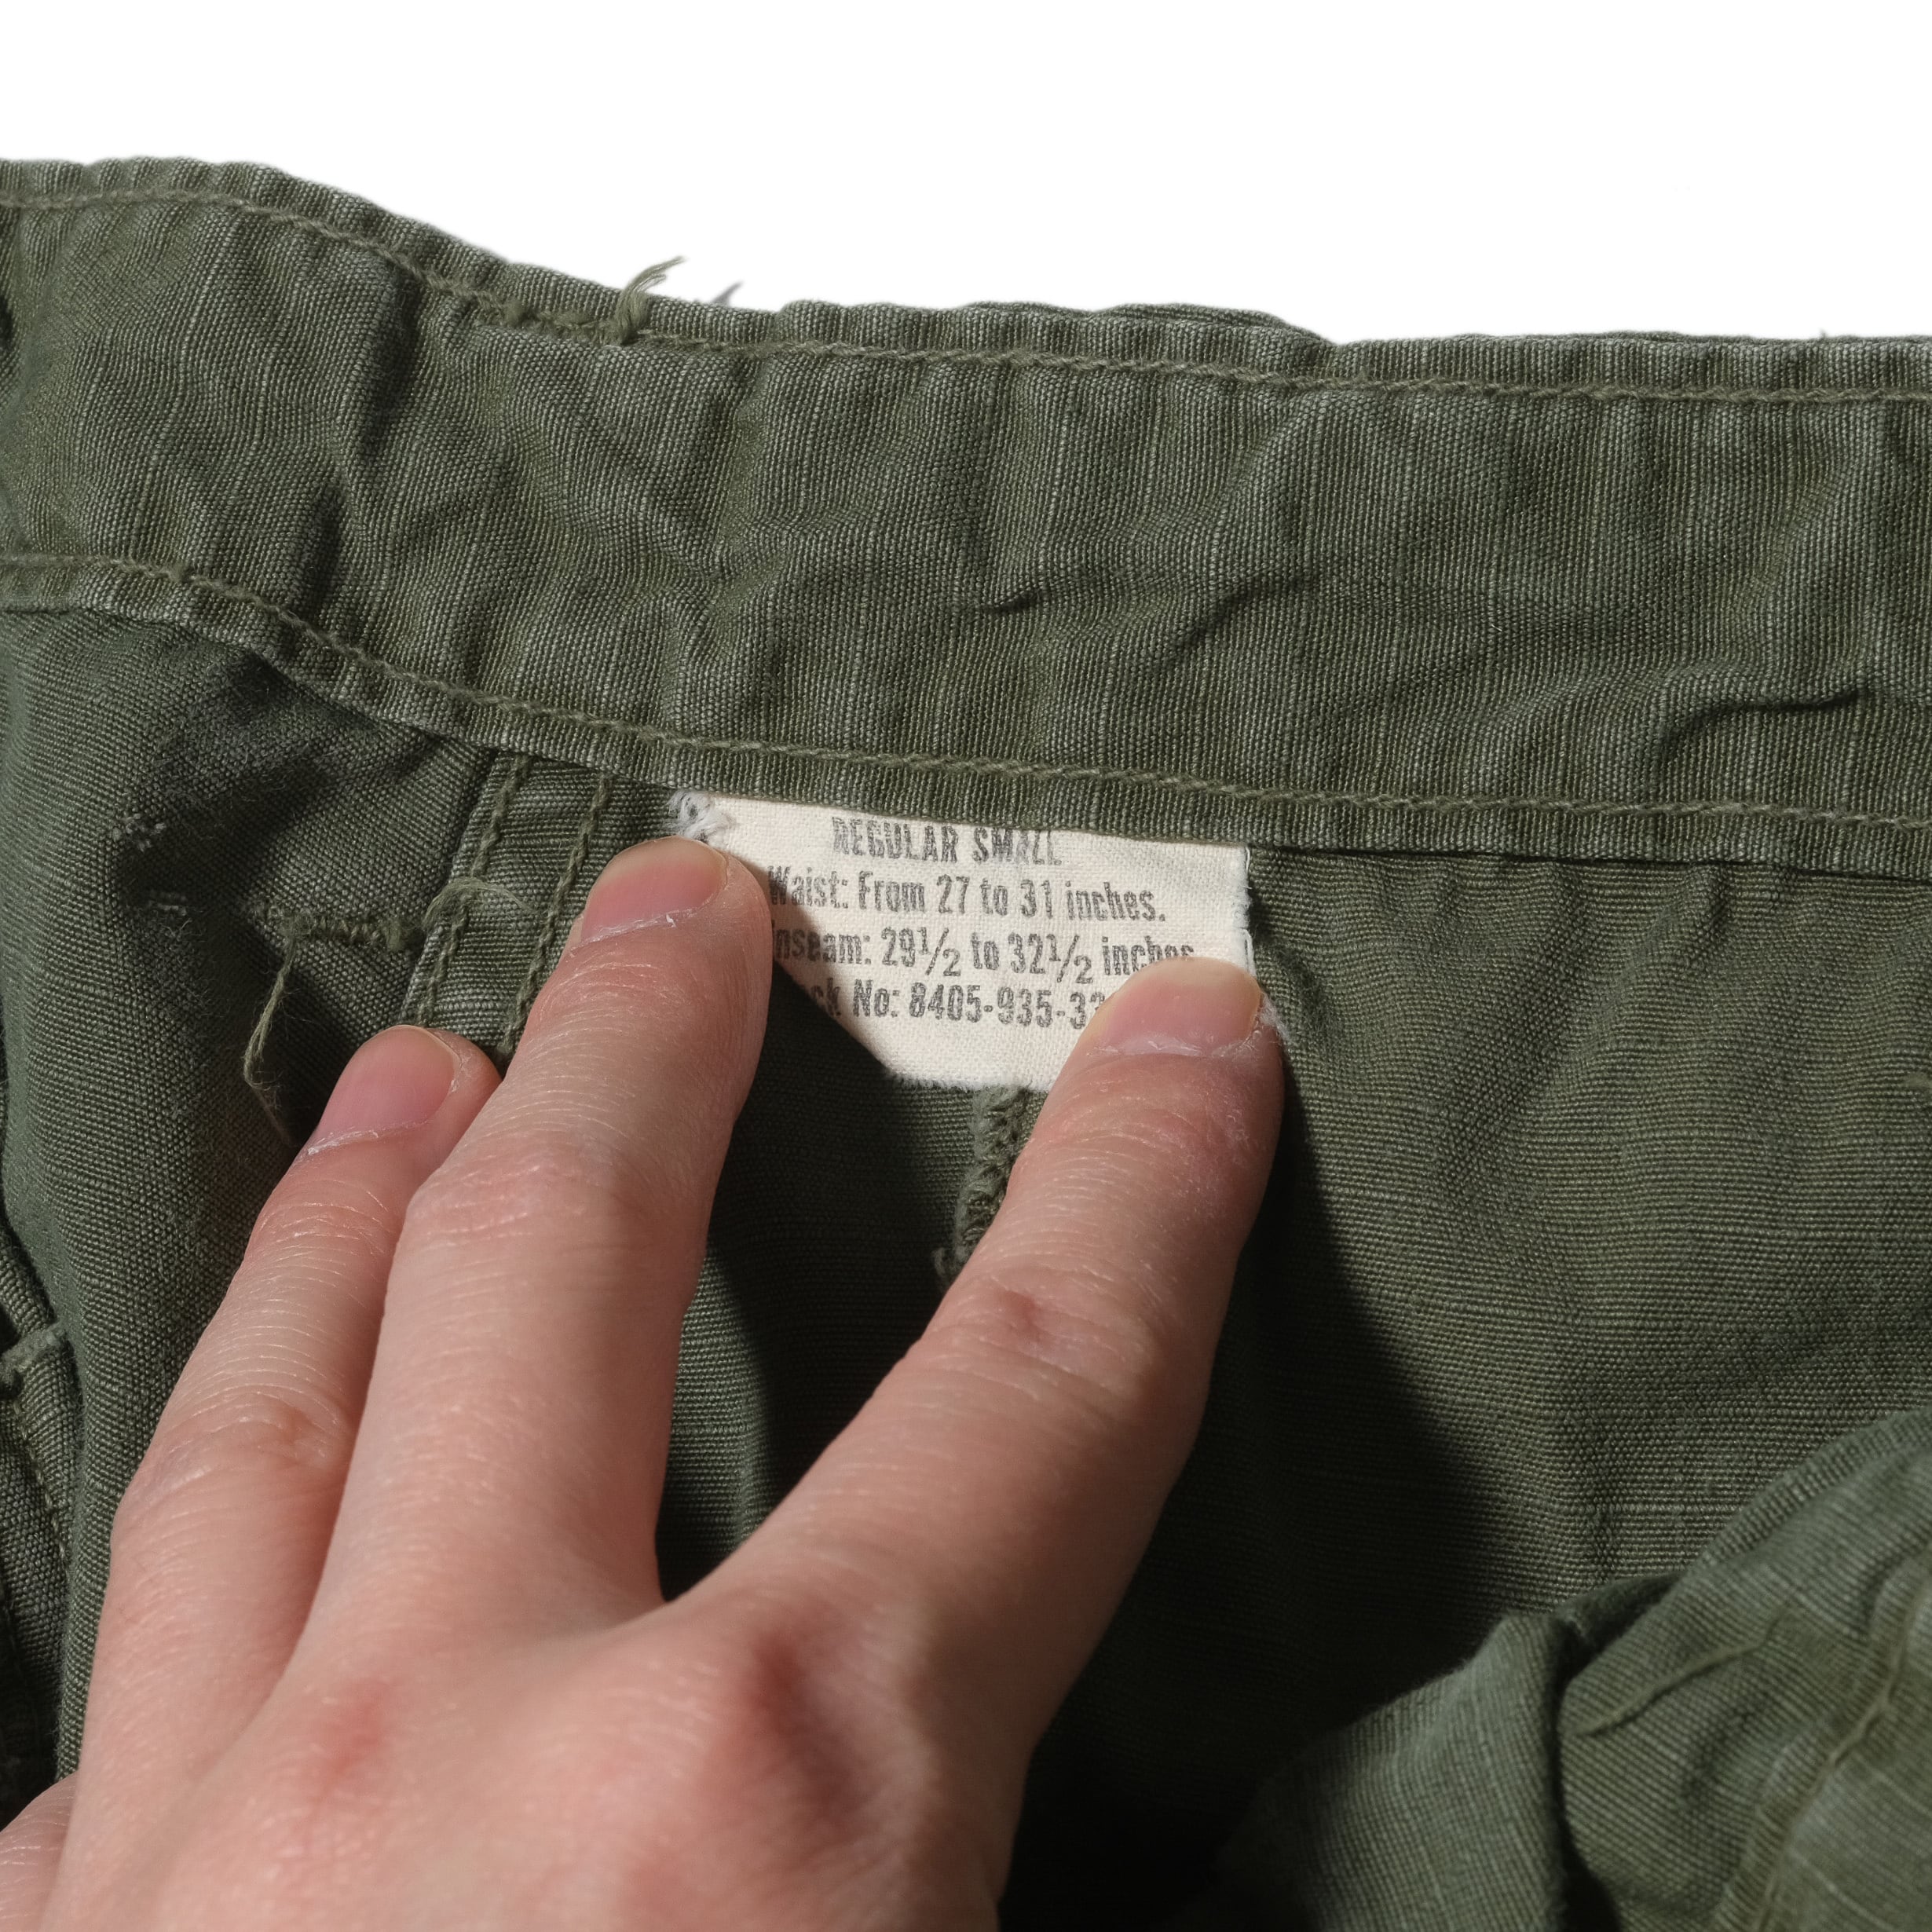 REGULAR SMALL
Waist: From 27 to 31 inches.
nseam: 29½ to 32½ inches
ck No: 8405-935-33